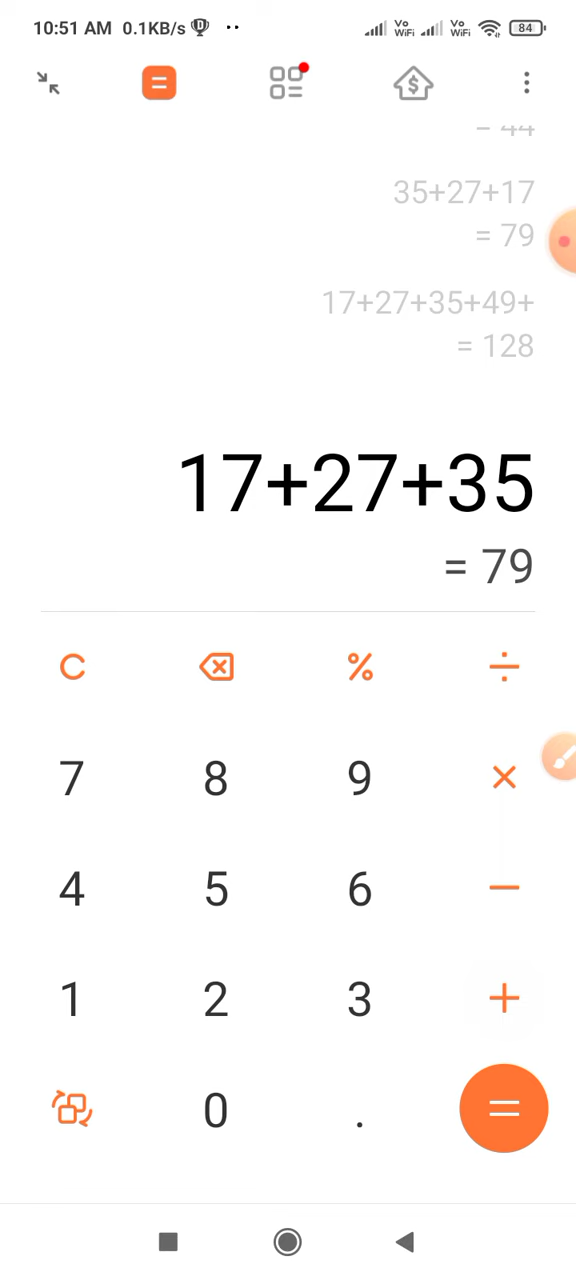 10:51 AM 0.1KB/s
Vo WiFi
Vo WiFi
84
= 44
35+27+17
= 79
17+27+35+49+
= 128
17+27+35
= 79
C % ÷
7 8 9 ×
4 5 6 −
1 2 3 +
0 . =